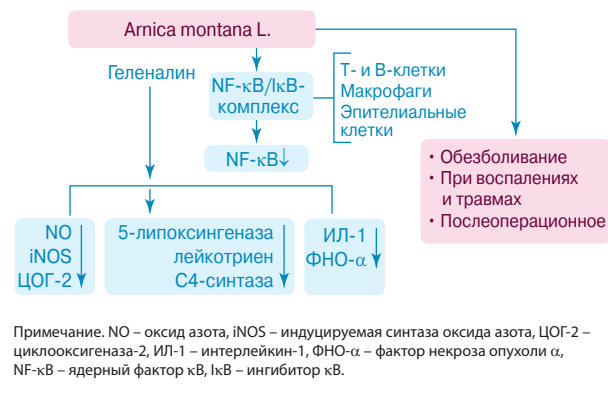 Arnica montana L.
Геленалин
NF-κB/IκB-
комплекс
Т- и В-клетки
Макрофаги
Эпителиальные
клетки
NF-κB↓
• Обезболивание
• При воспалениях
и травмах
• Послеоперационное
NO
iNOS
ЦОГ-2
5-липоксингеназа
лейкотриен
С4-синтаза
ИЛ-1
ФНО-α
Примечание. NO – оксид азота, iNOS – индуцируемая синтаза оксида азота, ЦОГ-2 –
циклооксигеназа-2, ИЛ-1 – интерлейкин-1, ФНО-α – фактор некроза опухоли α,
NF-κB – ядерный фактор κB, IκB – ингибитор κB.